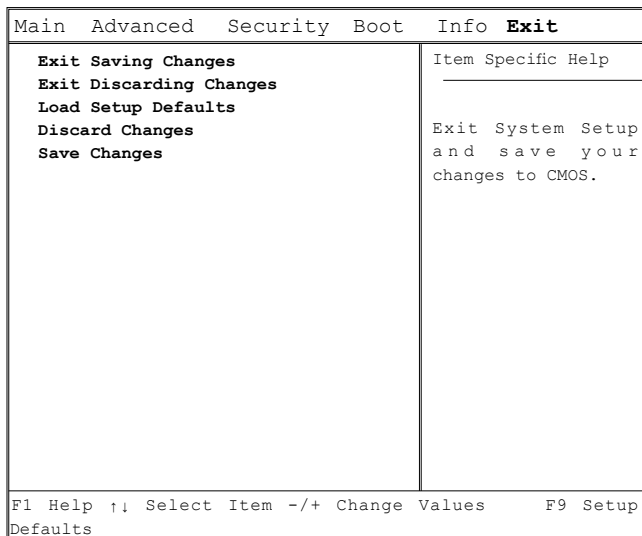 Main Advanced Security Boot Info Exit
Exit Saving Changes
Exit Discarding Changes
Load Setup Defaults
Discard Changes
Save Changes
Item Specific Help
Exit System Setup
and save your
changes to CMOS.
F1 Help ↑↓ Select Item -/+ Change Values F9 Setup
Defaults